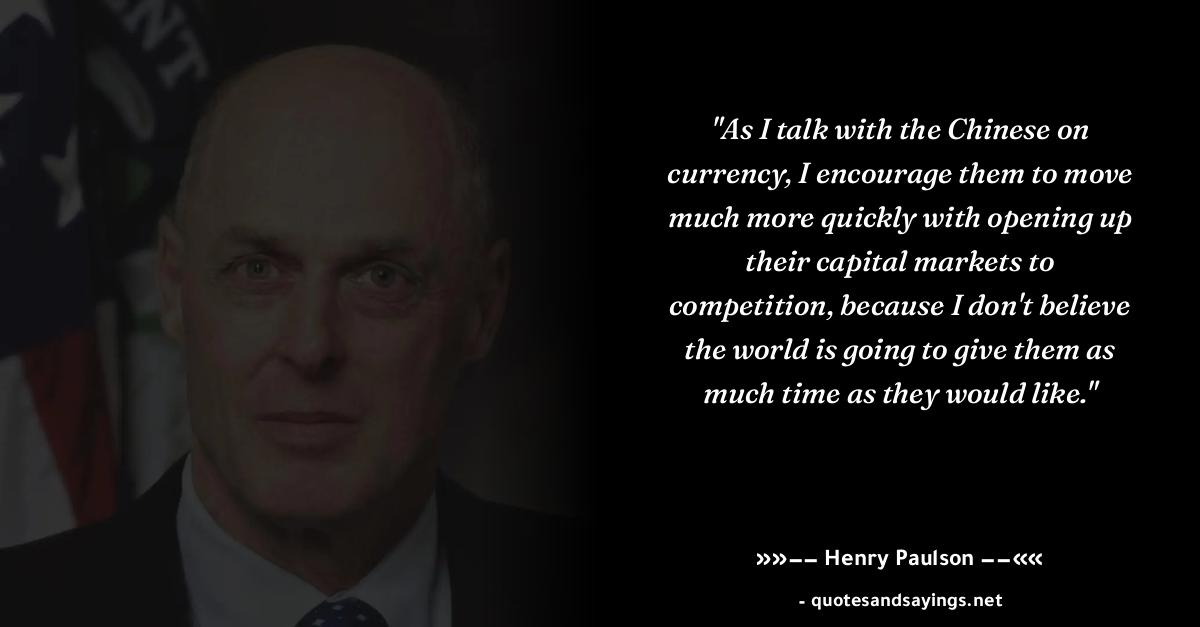 NT
"As I talk with the Chinese on
currency, I encourage them to move
much more quickly with opening up
their capital markets to
competition, because I don't believe
the world is going to give them as
much time as they would like."
»»−− Henry Paulson −−««
- quotesandsayings.net